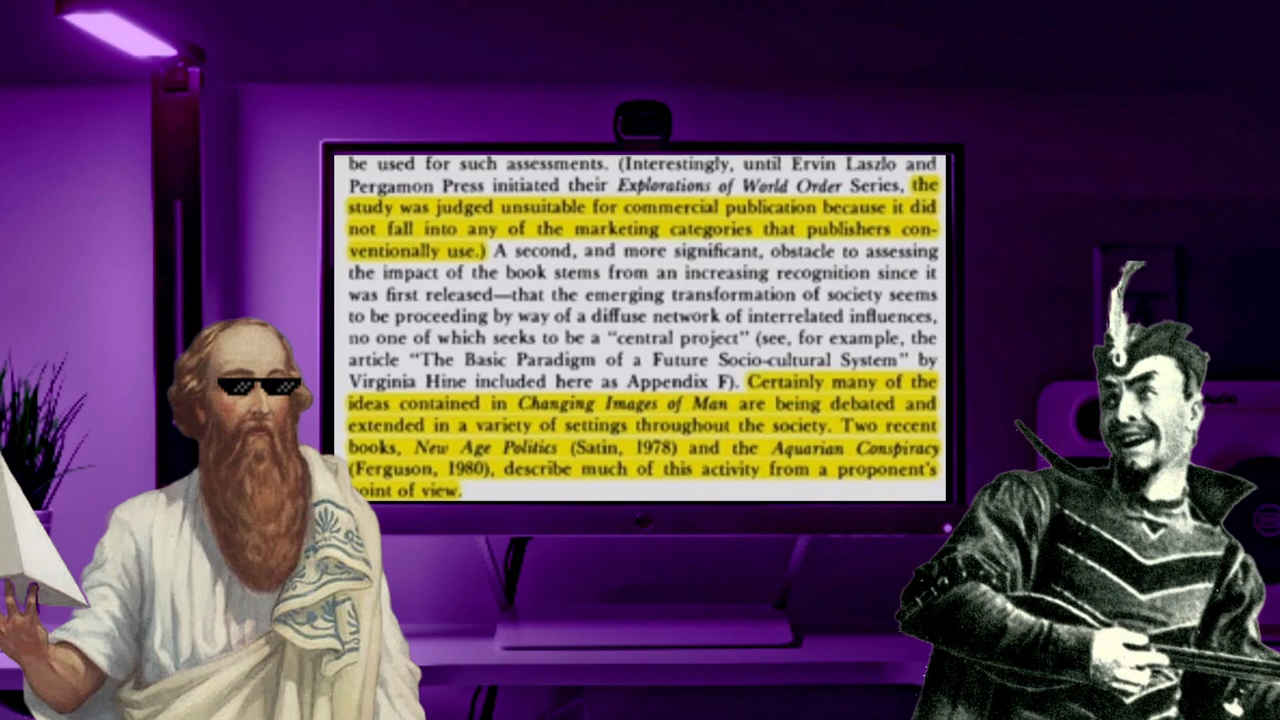 be used for such assessments. (Interestingly, until Ervin Laszlo and
Pergamon Press initiated their Explorations of World Order Series, the
study was judged unsuitable for commercial publication because it did
not fall into any of the marketing categories that publishers con-
ventionally use.) A second, and more significant, obstacle to assessing
the impact of the book stems from an increasing recognition since it
was first released—that the emerging transformation of society seems
to be proceeding by way of a diffuse network of interrelated influences,
no one of which seeks to be a “central project” (see, for example, the
article “The Basic Paradigm of a Future Socio-cultural System” by
Virginia Hine included here as Appendix F). Certainly many of the
ideas contained in Changing Images of Man are being debated and
extended in a variety of settings throughout the society. Two recent
books, New Age Politics (Satin, 1978) and the Aquarian Conspiracy
(Ferguson, 1980), describe much of this activity from a proponent's
point of view.